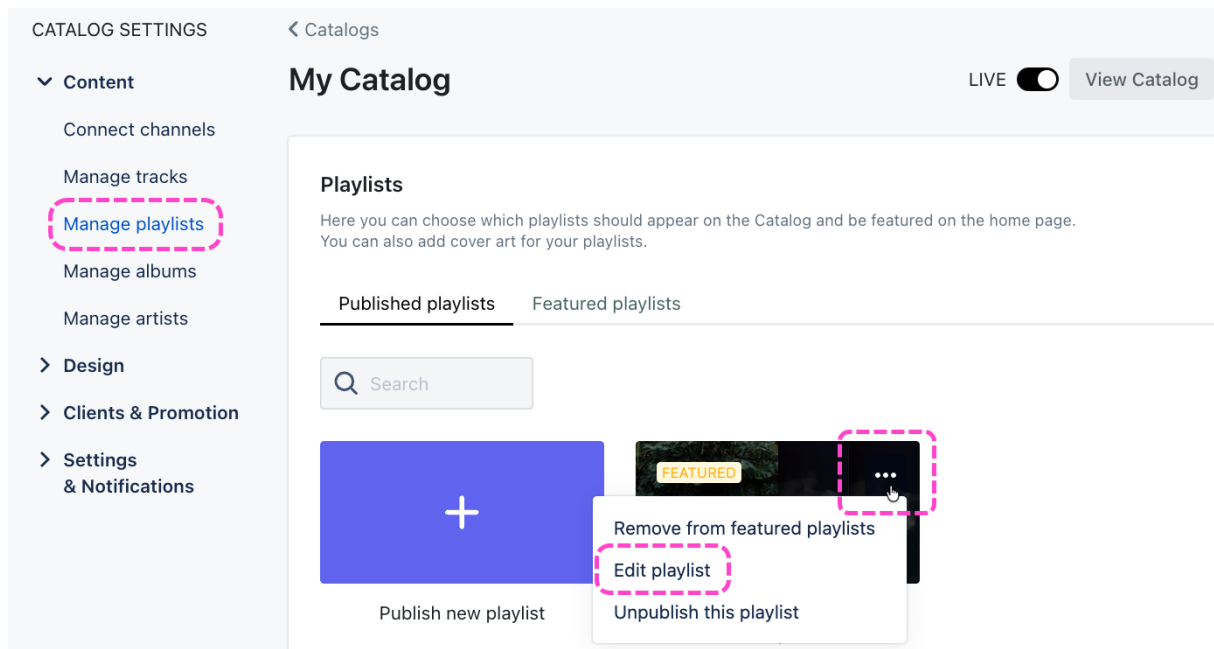 CATALOG SETTINGS
Content
Connect channels
Manage tracks
Manage playlists
Manage albums
Manage artists
Design
Clients & Promotion
Settings
& Notifications
Catalogs
My Catalog
LIVE
View Catalog
Playlists
Here you can choose which playlists should appear on the Catalog and be featured on the home page.
You can also add cover art for your playlists.
Published playlists
Featured playlists
Search
Publish new playlist
FEATURED
Remove from featured playlists
Edit playlist
Unpublish this playlist